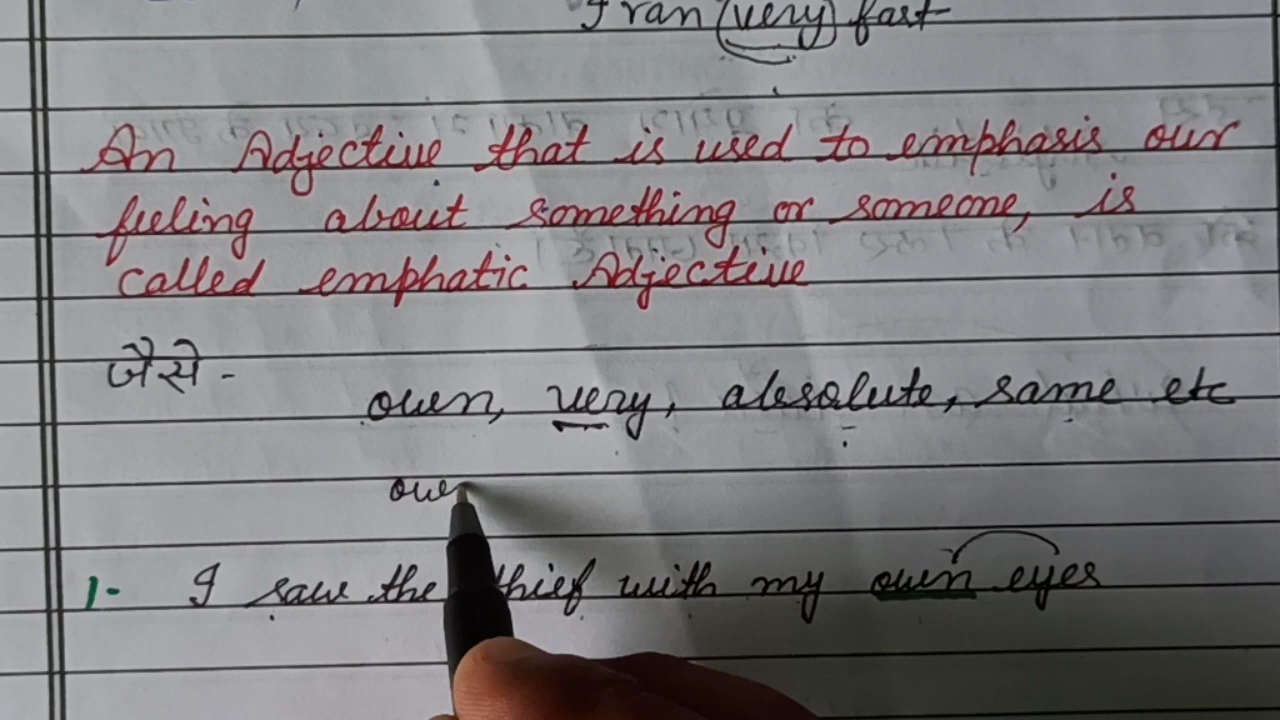 I ran very fast
An Adjective that is used to emphasis our
feeling about something or someone, is
called emphatic Adjective
जैसे -
own, very, absolute, same etc
ow
1- I saw the thief with my own eyes